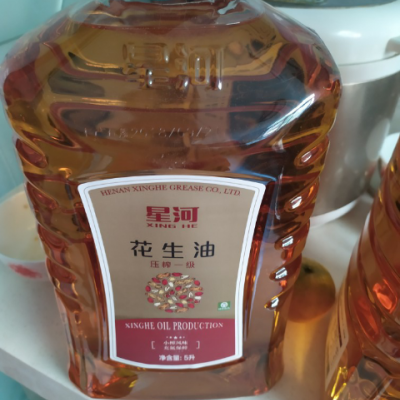 星河
HENAN XINGHE GREASE CO., LTD
星河
XING HE
花生油
压榨一级
XINGHE OIL PRODUCTION
净含量:5升